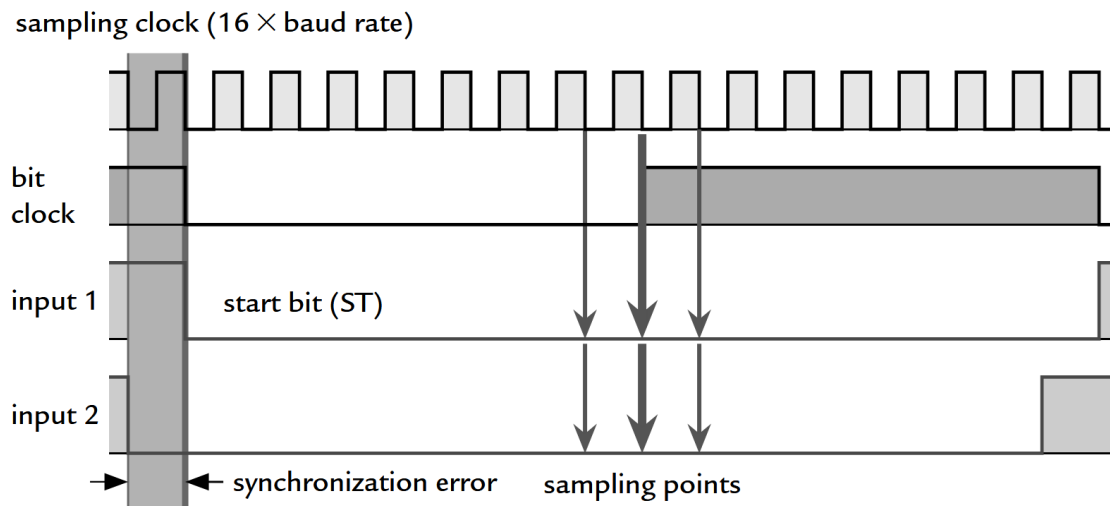 sampling clock (16 × baud rate)
bit
clock
input 1
start bit (ST)
input 2
synchronization error
sampling points